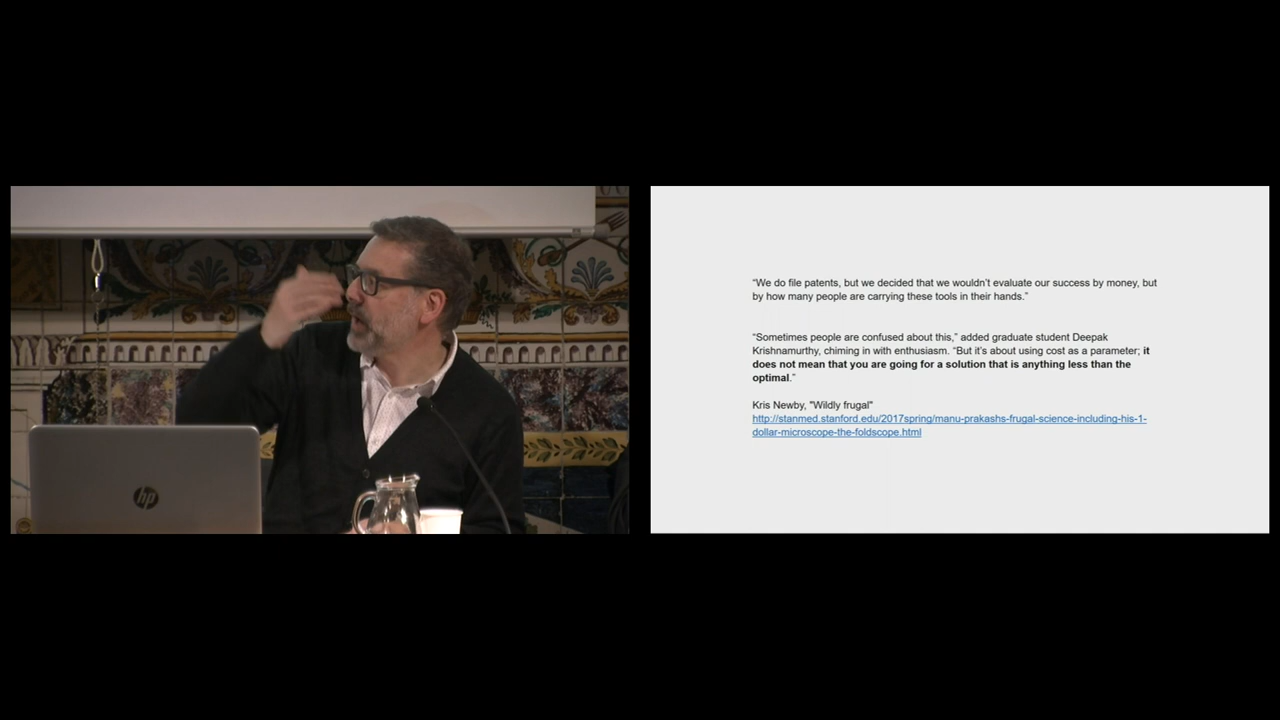 hp
“We do file patents, but we decided that we wouldn’t evaluate our success by money, but
by how many people are carrying these tools in their hands.”
“Sometimes people are confused about this,” added graduate student Deepak
Krishnamurthy, chiming in with enthusiasm. “But it’s about using cost as a parameter; it
does not mean that you are going for a solution that is anything less than the
optimal.”
Kris Newby, "Wildly frugal"
http://stanmed.stanford.edu/2017spring/manu-prakashs-frugal-science-including-his-1-
dollar-microscope-the-foldscope.html